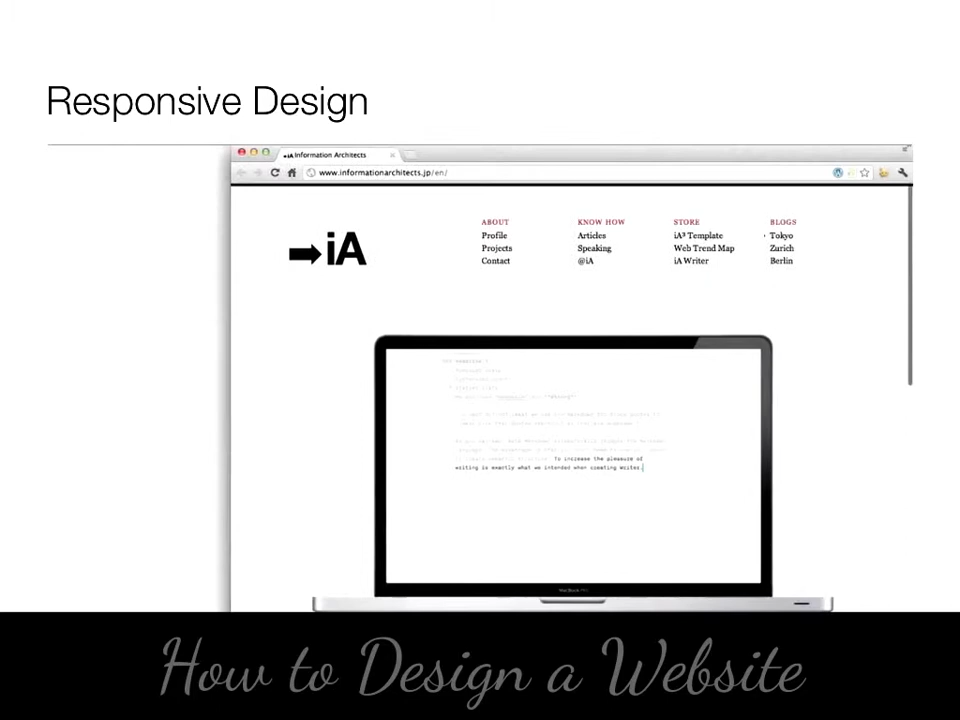 Responsive Design
iA Information Architects
www.informationarchitects.jp/en/
➡iA
ABOUT
Profile
Projects
Contact
KNOW HOW
Articles
Speaking
@iA
STORE
iA³ Template
Web Trend Map
iA Writer
BLOGS
Tokyo
Zurich
Berlin
To increase the pleasure of
writing is exactly what we intended when creating Writer.
MacBook Pro
How to Design a Website